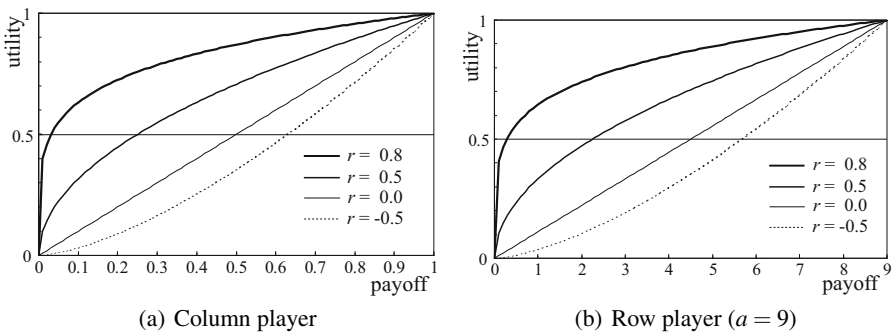 utility
1
0.5
0
r = 0.8
r = 0.5
r = 0.0
r = -0.5
0 0.1 0.2 0.3 0.4 0.5 0.6 0.7 0.8 0.9 1
payoff
(a) Column player
utility
1
0.5
0
r = 0.8
r = 0.5
r = 0.0
r = -0.5
0 1 2 3 4 5 6 7 8 9
payoff
(b) Row player (a = 9)